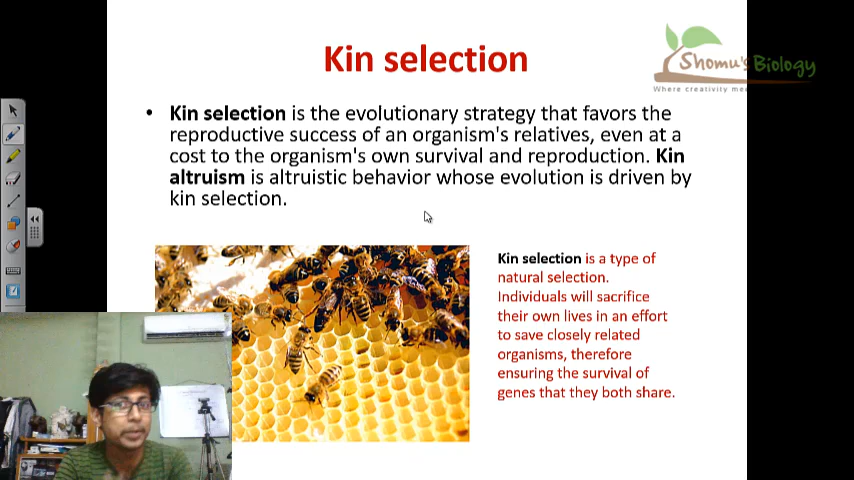 Kin selection
Shomu's Biology
Where creativity me
• Kin selection is the evolutionary strategy that favors the
reproductive success of an organism's relatives, even at a
cost to the organism's own survival and reproduction. Kin
altruism is altruistic behavior whose evolution is driven by
kin selection.
Kin selection is a type of
natural selection.
Individuals will sacrifice
their own lives in an effort
to save closely related
organisms, therefore
ensuring the survival of
genes that they both share.